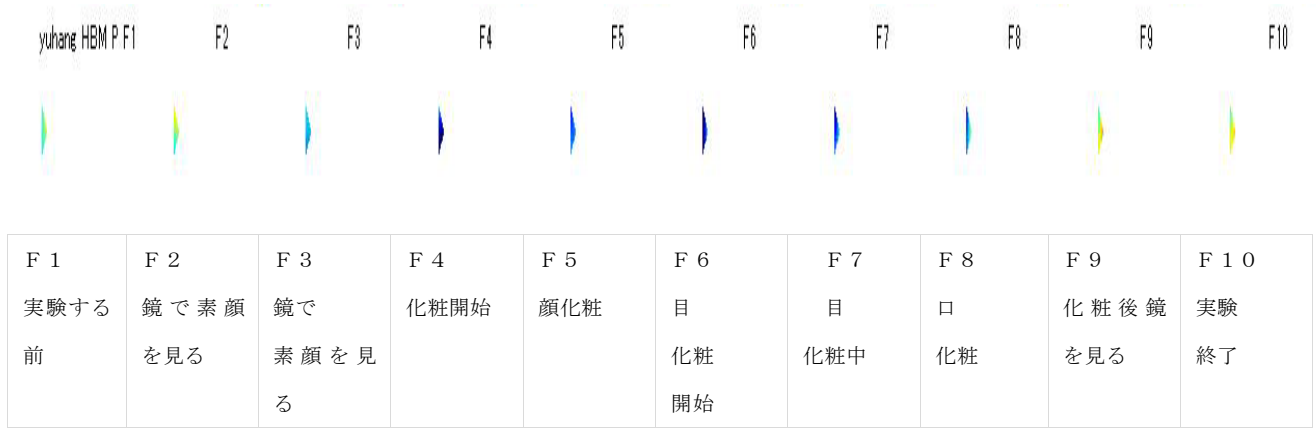 yuhang HBM P F1 F2 F3 F4 F5 F6 F7 F8 F9 F10
Ｆ１
実験する
前
Ｆ２
鏡で素顔
を見る
Ｆ３
鏡で
素顔を見
る
Ｆ４
化粧開始
Ｆ５
顔化粧
Ｆ６
目
化粧
開始
Ｆ７
目
化粧中
Ｆ８
口
化粧
Ｆ９
化粧後鏡
を見る
Ｆ１０
実験
終了